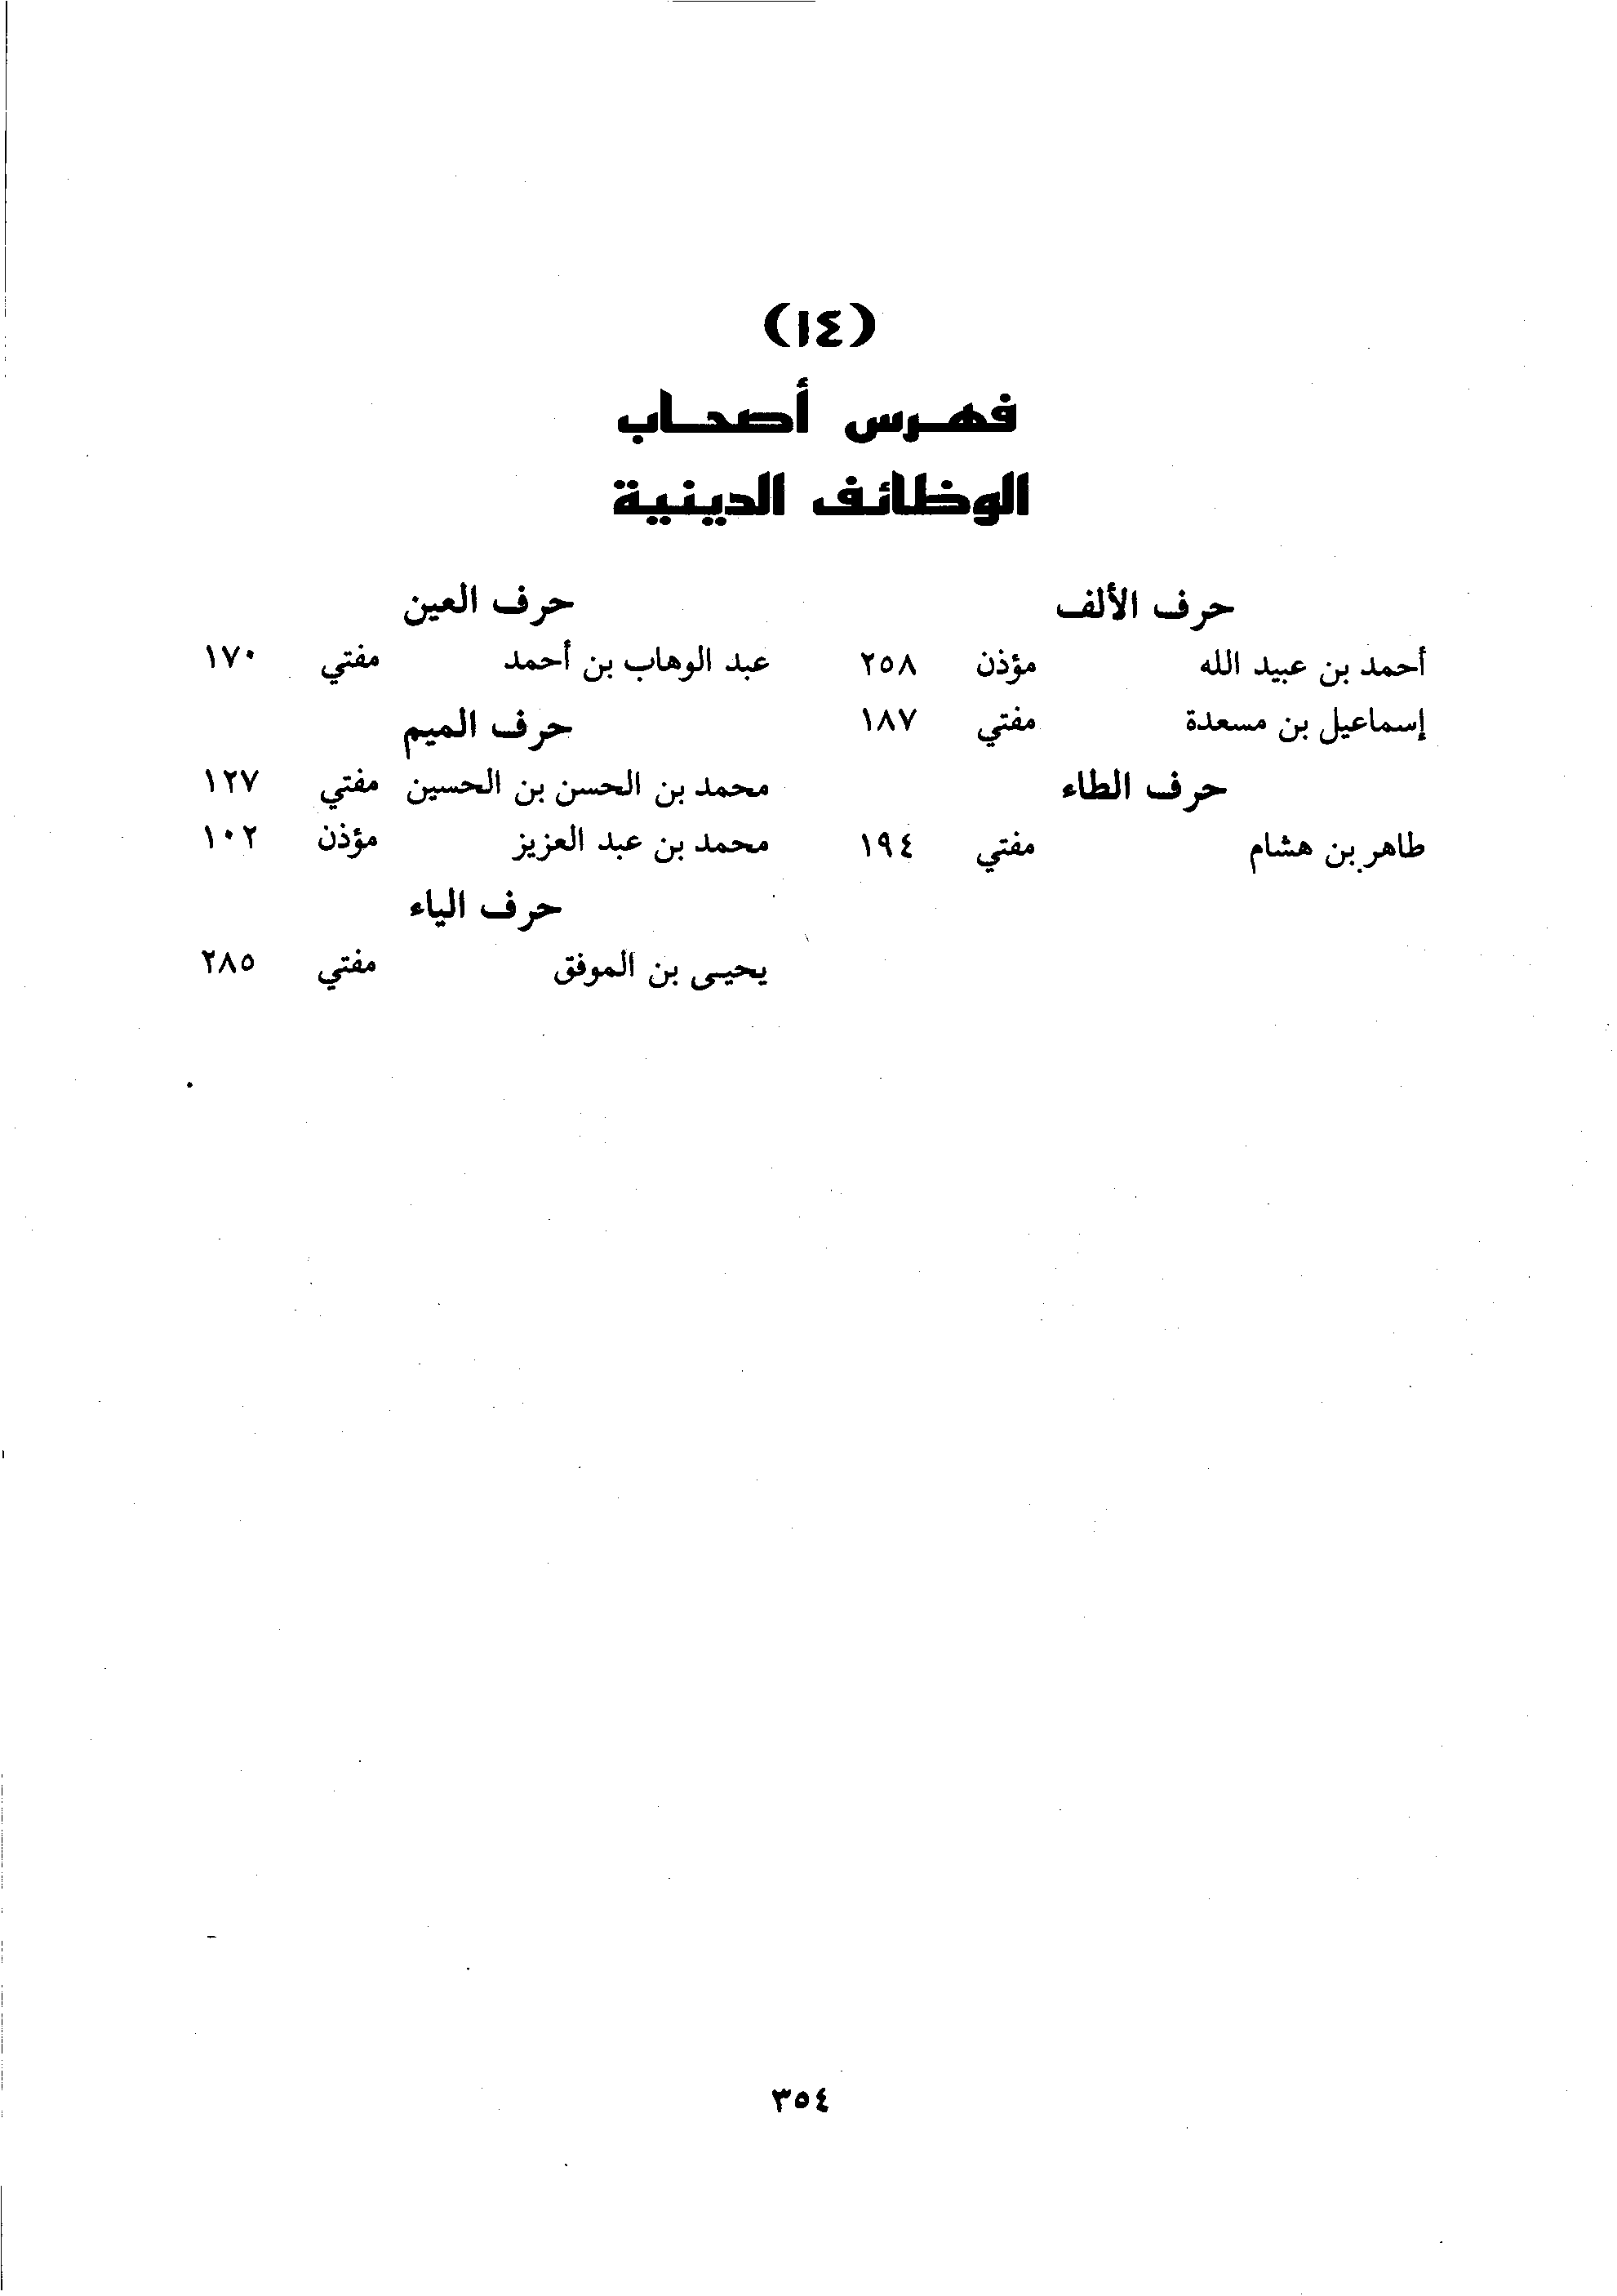 (١٤)
فهرس أصحاب
الوظائف الدينية
حرف الألف
أحمد بن عبيد الله مؤذن ٢٥٨
إسماعيل بن مسعدة مفتي ١٨٧
حرف الطاء
طاهر بن هشام مفتي ١٩٤
حرف العين
عبد الوهاب بن أحمد مفتي ١٧٠
حرف الميم
محمد بن الحسن بن الحسين مفتي ١٢٧
محمد بن عبد العزيز مؤذن ١٠٢
حرف الياء
يحيى بن الموفق مفتي ٢٨٥
٣٥٤